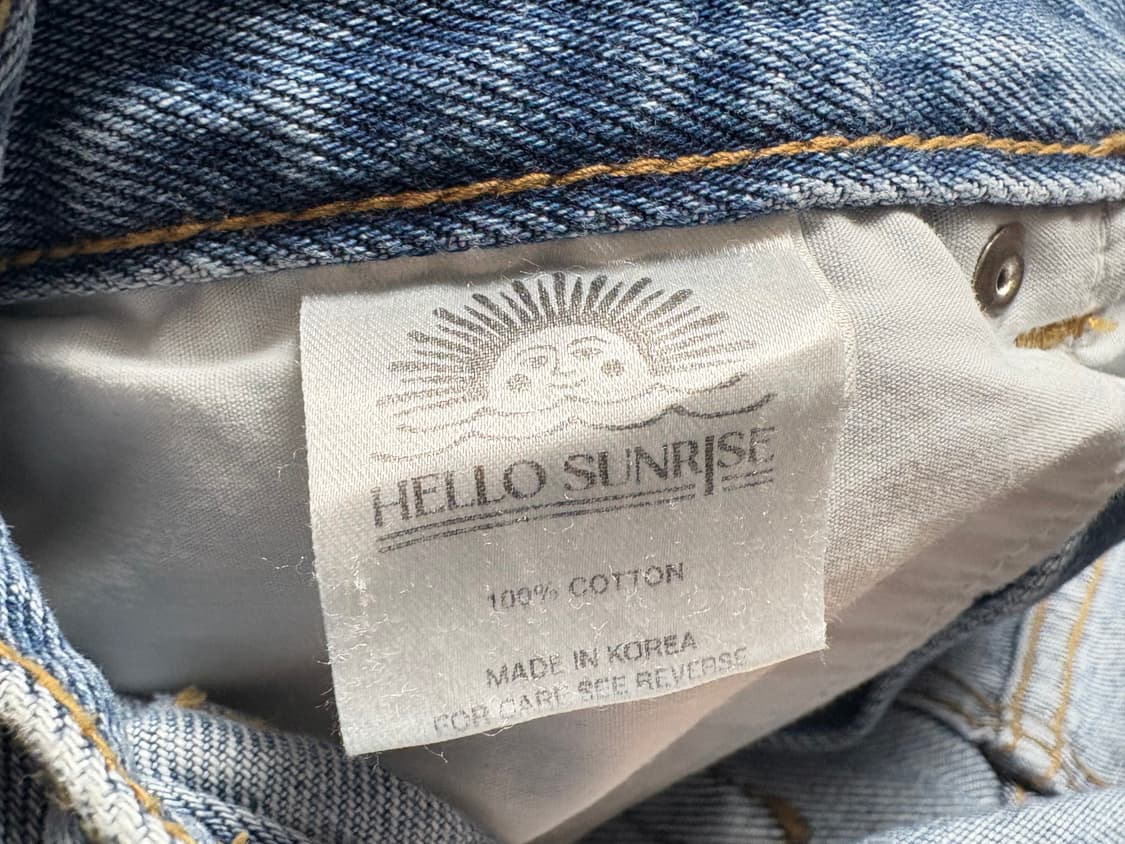 HELLO SUNRISE
100% COTTON
MADE IN KOREA
FOR CARE SEE REVERSE